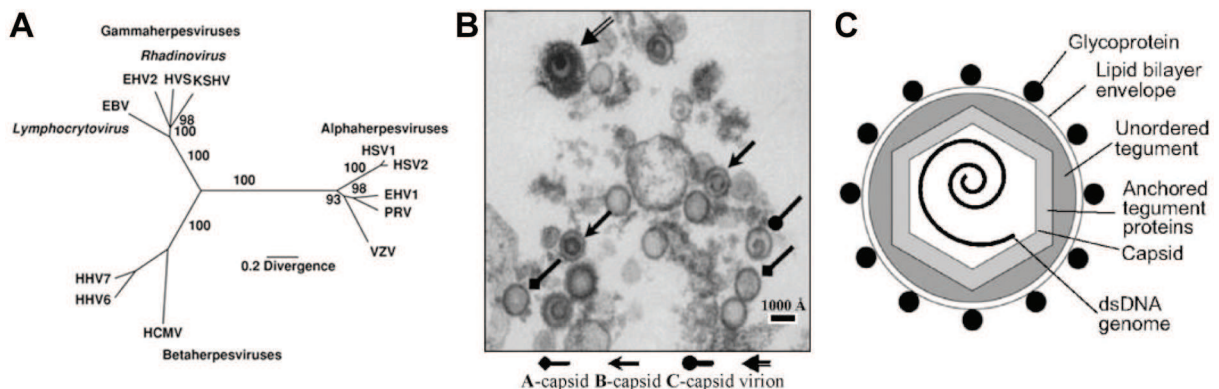 A
Gammaherpesviruses
Rhadinovirus
EHV2 HVS KSHV
EBV
98
100
Lymphocrytovirus
100
Alphaherpesviruses
HSV1
100
HSV2
100
98
EHV1
93
PRV
100
VZV
0.2 Divergence
HHV7
HHV6
HCMV
Betaherpesviruses
B
1000 Å
A-capsid B-capsid C-capsid virion
C
Glycoprotein
Lipid bilayer
envelope
Unordered
tegument
Anchored
tegument
proteins
Capsid
dsDNA
genome